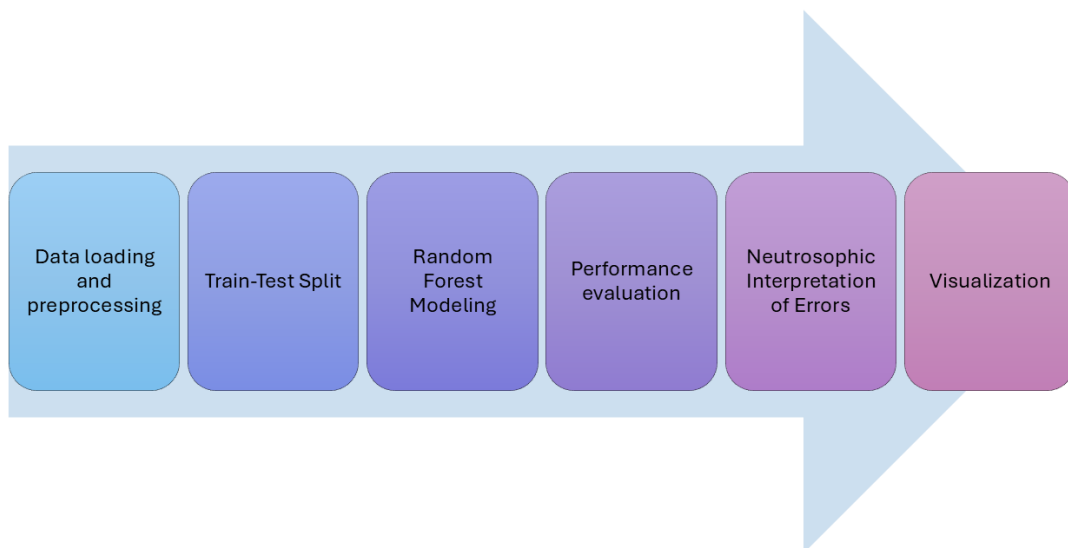 Data loading
and
preprocessing
Train-Test Split
Random
Forest
Modeling
Performance
evaluation
Neutrosophic
Interpretation
of Errors
Visualization